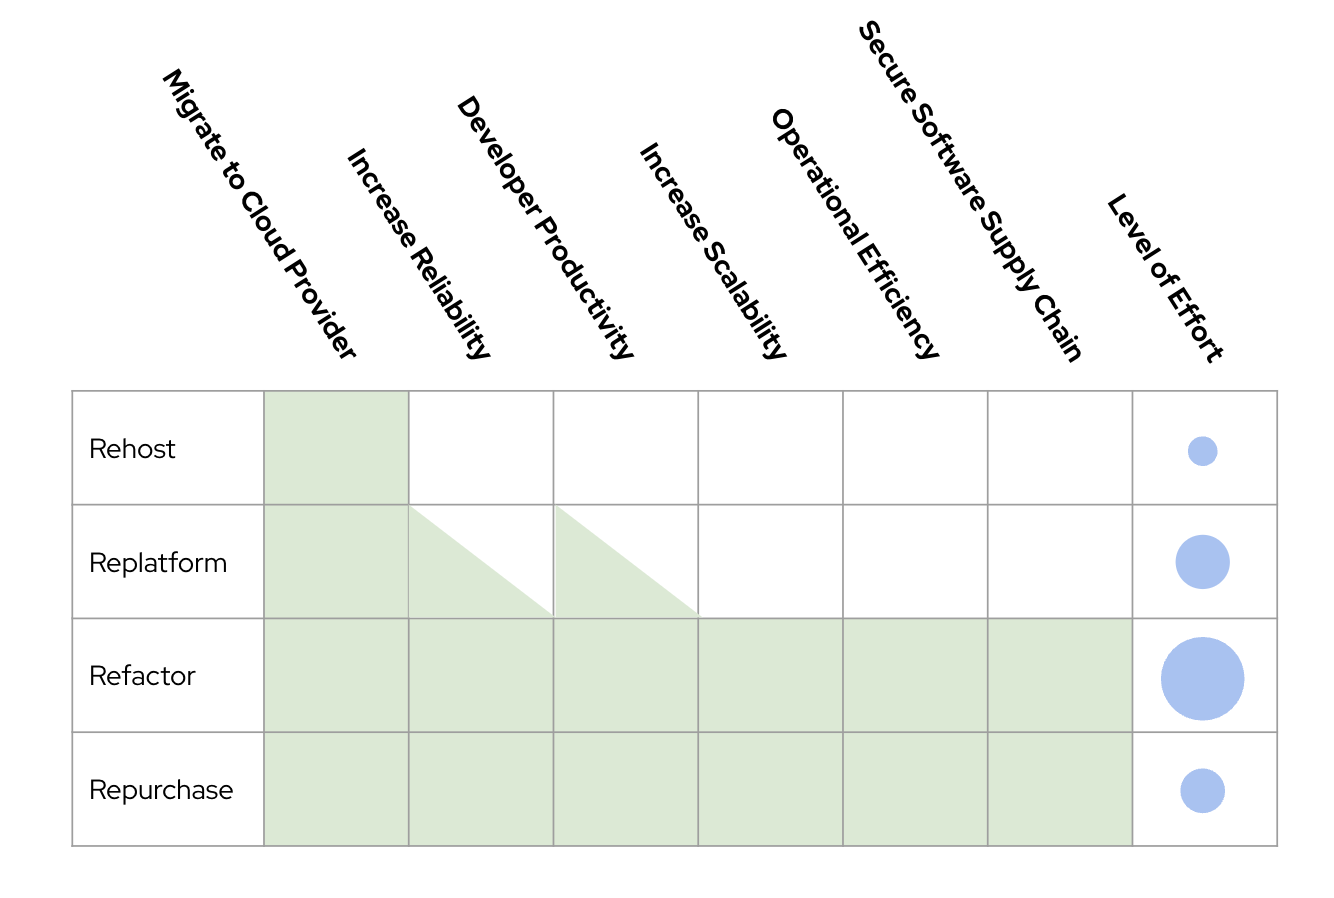 Migrate to Cloud Provider
Increase Reliability
Developer Productivity
Increase Scalability
Operational Efficiency
Secure Software Supply Chain
Level of Effort
Rehost
Replatform
Refactor
Repurchase